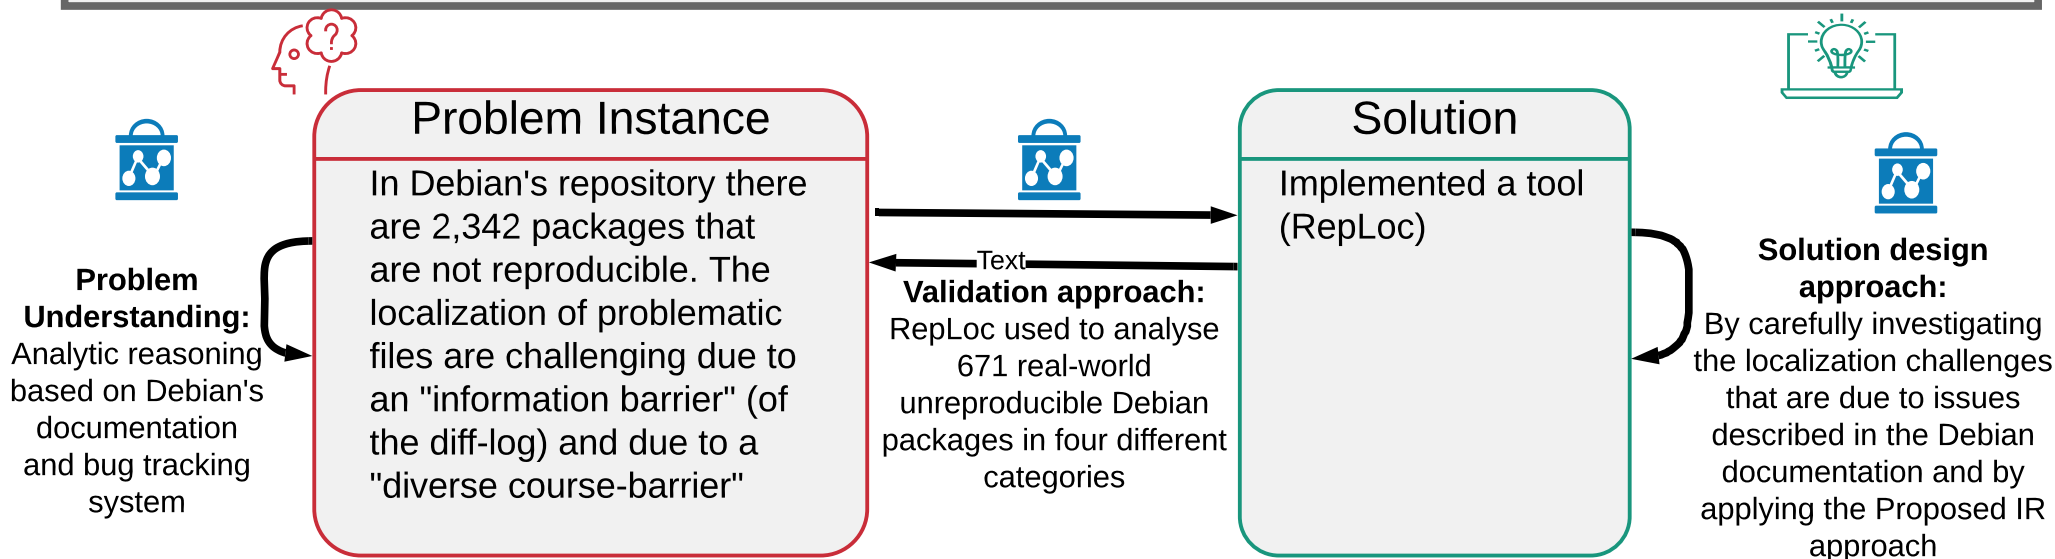 Problem Instance
In Debian's repository there
are 2,342 packages that
are not reproducible. The
localization of problematic
files are challenging due to
an "information barrier" (of
the diff-log) and due to a
"diverse course-barrier"
Problem
Understanding:
Analytic reasoning
based on Debian's
documentation
and bug tracking
system
Text
Validation approach:
RepLoc used to analyse
671 real-world
unreproducible Debian
packages in four different
categories
Solution
Implemented a tool
(RepLoc)
Solution design
approach:
By carefully investigating
the localization challenges
that are due to issues
described in the Debian
documentation and by
applying the Proposed IR
approach
?